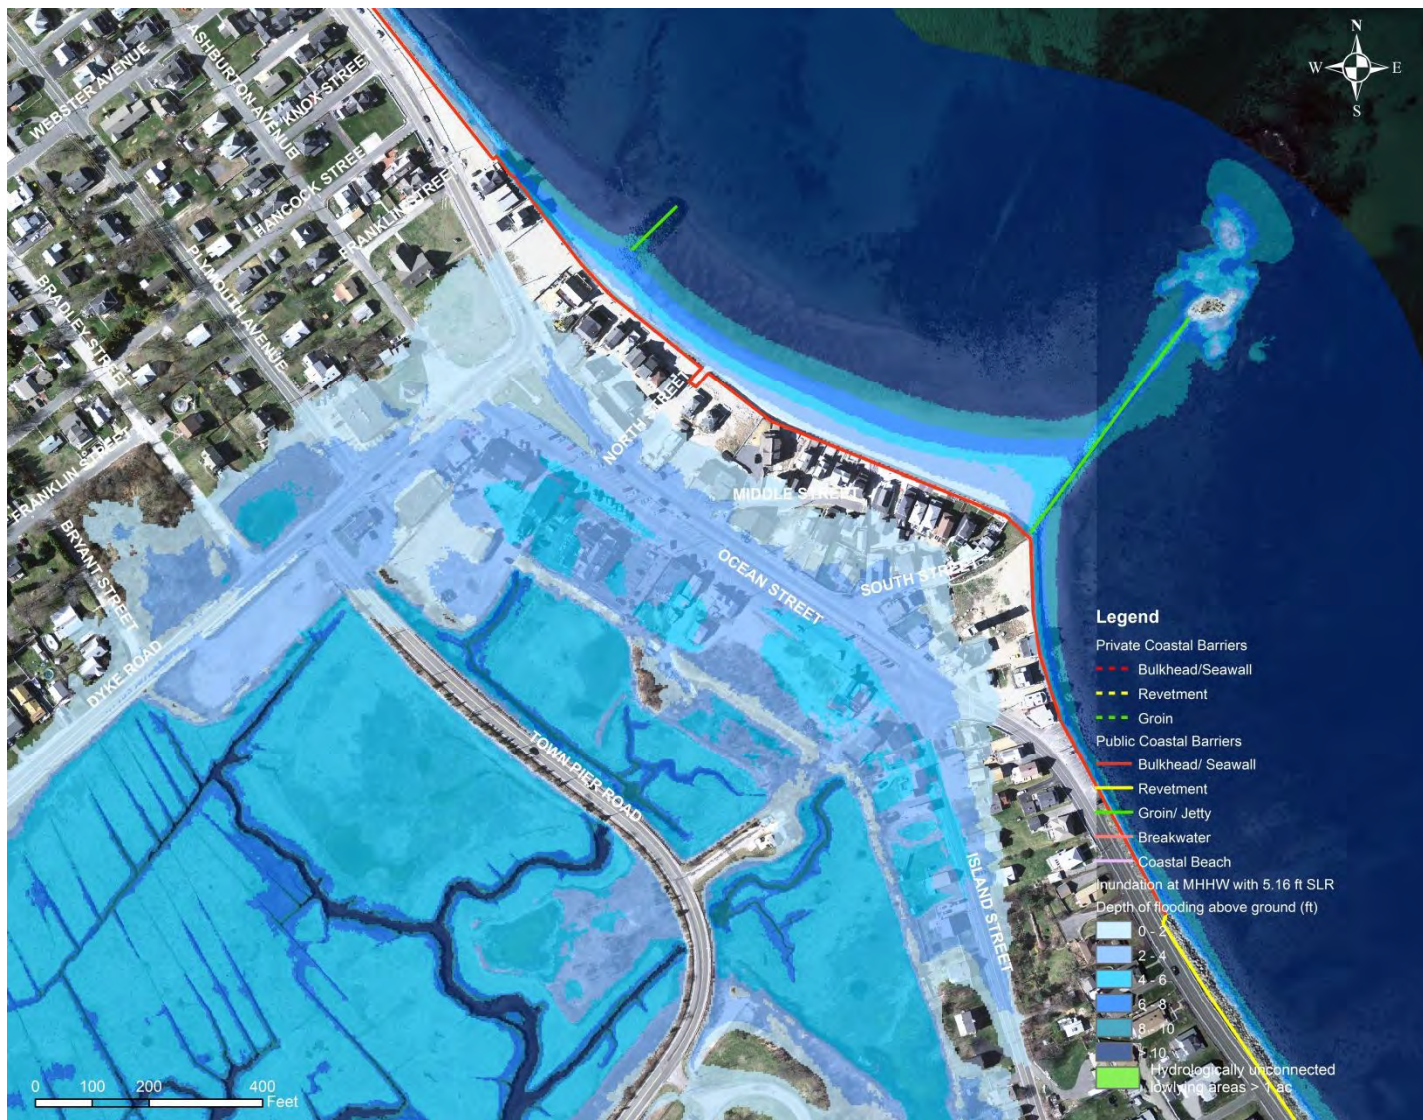 N
W E
S
WEBSTER AVENUE
ASHBURTON AVENUE
KNOX STREET
HANCOCK STREET
FRANKLIN STREET
PLYMOUTH AVENUE
BRADLEY STREET
FRANKLIN STREET
BRYANT STREET
DYKE ROAD
NORTH STREET
MIDDLE STREET
OCEAN STREET
SOUTH STREET
TOWN PIER ROAD
ISLAND STREET
Legend
Private Coastal Barriers
Bulkhead/Seawall
Revetment
Groin
Public Coastal Barriers
Bulkhead/ Seawall
Revetment
Groin/ Jetty
Breakwater
Coastal Beach
Inundation at MHHW with 5.16 ft SLR
Depth of flooding above ground (ft)
0 - 2
2 - 4
4 - 6
6 - 8
8 - 10
10
Hydrologically unconnected
lowlying areas > 1 ac
0 100 200 400
Feet